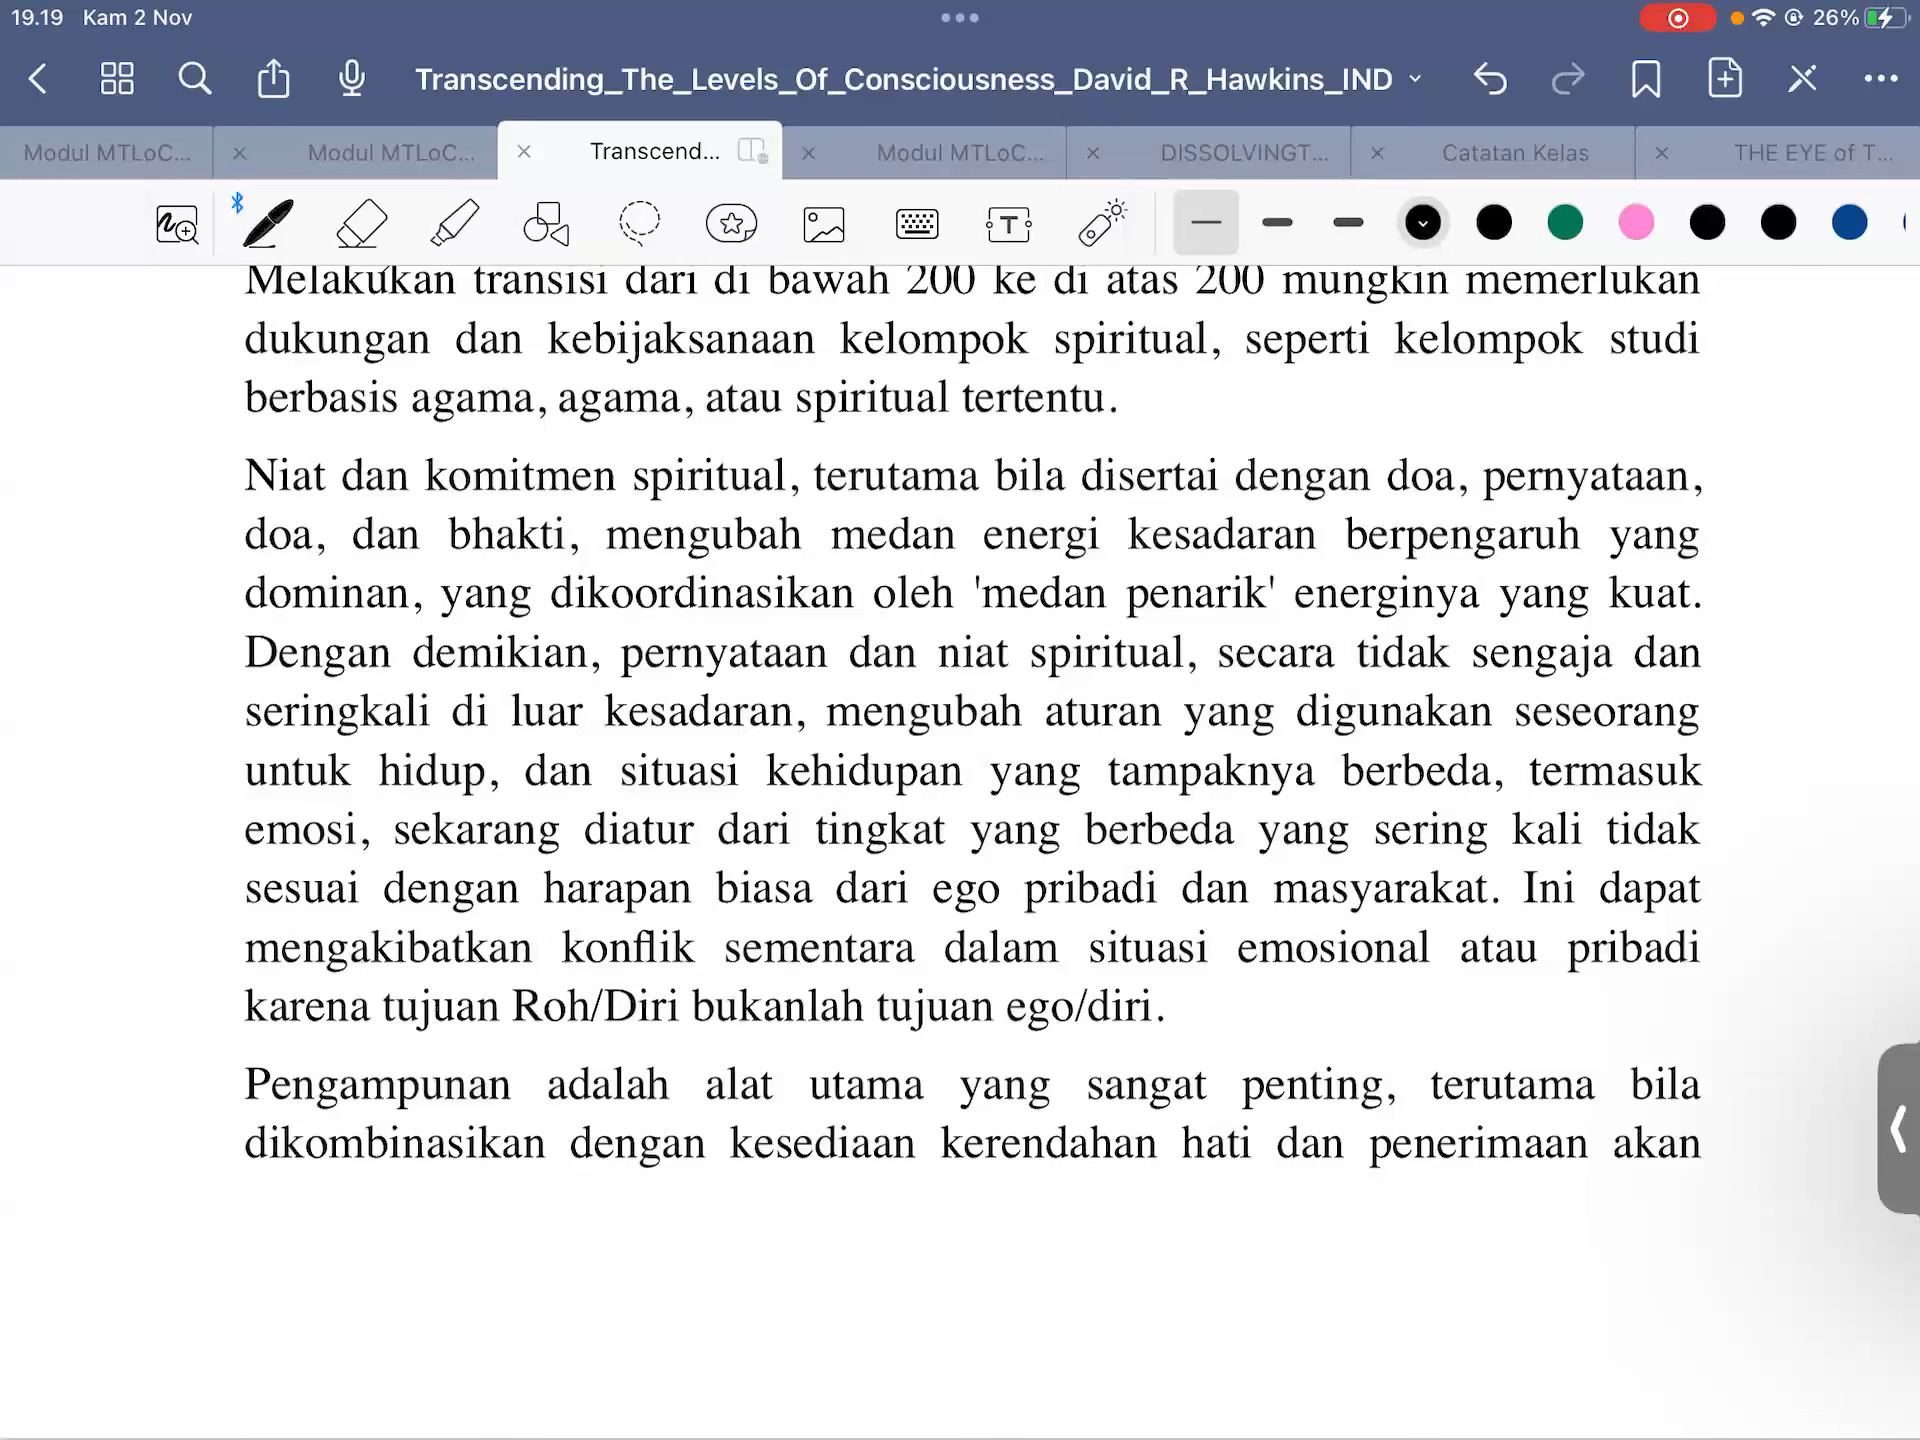 19.19 Kam 2 Nov
26%
Transcending_The_Levels_Of_Consciousness_David_R_Hawkins_IND
Modul MTLoC...
Modul MTLoC...
Transcend...
Modul MTLoC...
DISSOLVINGT...
Catatan Kelas
THE EYE of T...
T
Melakukan transisi dari di bawah 200 ke di atas 200 mungkin memerlukan
dukungan dan kebijaksanaan kelompok spiritual, seperti kelompok studi
berbasis agama, agama, atau spiritual tertentu.
Niat dan komitmen spiritual, terutama bila disertai dengan doa, pernyataan,
doa, dan bhakti, mengubah medan energi kesadaran berpengaruh yang
dominan, yang dikoordinasikan oleh 'medan penarik' energinya yang kuat.
Dengan demikian, pernyataan dan niat spiritual, secara tidak sengaja dan
seringkali di luar kesadaran, mengubah aturan yang digunakan seseorang
untuk hidup, dan situasi kehidupan yang tampaknya berbeda, termasuk
emosi, sekarang diatur dari tingkat yang berbeda yang sering kali tidak
sesuai dengan harapan biasa dari ego pribadi dan masyarakat. Ini dapat
mengakibatkan konflik sementara dalam situasi emosional atau pribadi
karena tujuan Roh/Diri bukanlah tujuan ego/diri.
Pengampunan adalah alat utama yang sangat penting, terutama bila
dikombinasikan dengan kesediaan kerendahan hati dan penerimaan akan